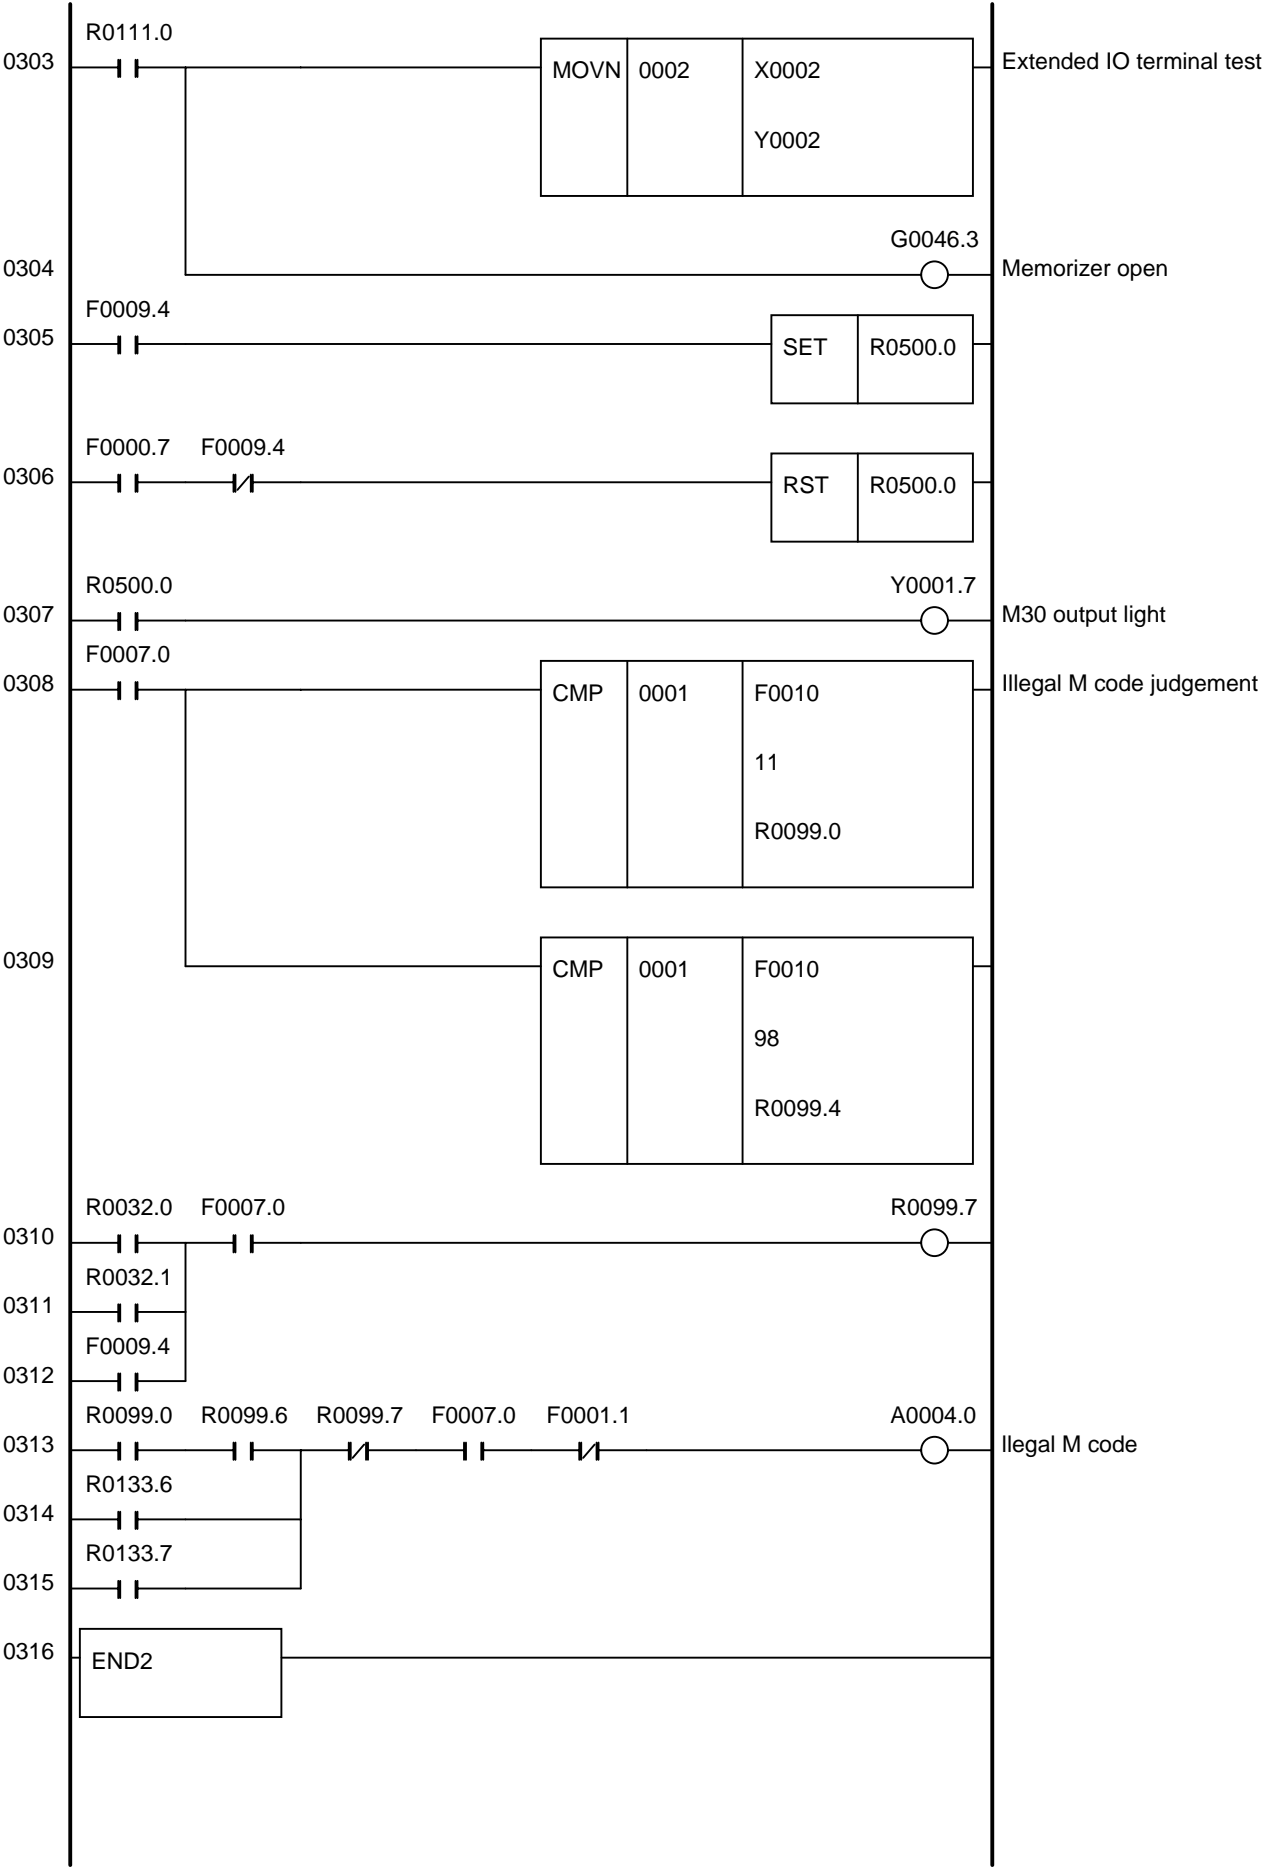 R0111.0
0303 MOVN 0002 X0002 Extended IO terminal test
Y0002
G0046.3
0304 Memorizer open
F0009.4
0305 SET R0500.0
F0000.7 F0009.4
0306 RST R0500.0
R0500.0 Y0001.7
0307 M30 output light
F0007.0
0308 CMP 0001 F0010 Illegal M code judgement
11
R0099.0
0309 CMP 0001 F0010
98
R0099.4
R0032.0 F0007.0 R0099.7
0310
R0032.1
0311
F0009.4
0312
R0099.0 R0099.6 R0099.7 F0007.0 F0001.1 A0004.0
0313 llegal M code
R0133.6
0314
R0133.7
0315
0316 END2